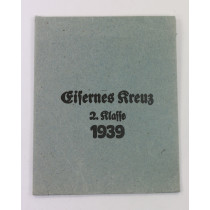 Eisernes Kreuz
2. Klasse
1939